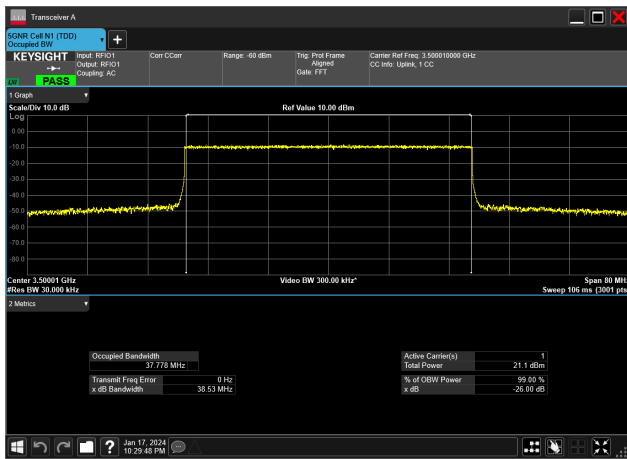 Transceiver A
5GNR Cell N1 (TDD)
Occupied BW
+
KEYSIGHT
LXI
PASS
Input: RFIO1
Output: RFIO1
Coupling: AC
Corr CCorr
Range: -60 dBm
Trig: Prot Frame
Aligned
Gate: FFT
Carrier Ref Freq: 3.500010000 GHz
CC Info: Uplink, 1 CC
1 Graph
Scale/Div 10.0 dB
Ref Value 10.00 dBm
Log
0.00
-10.0
-20.0
-30.0
-40.0
-50.0
-60.0
-70.0
-80.0
Center 3.50001 GHz
Video BW 300.00 kHz*
Span 80 MHz
#Res BW 30.000 kHz
Sweep 106 ms (3001 pts
2 Metrics
Occupied Bandwidth
37.778 MHz
Transmit Freq Error 0 Hz
x dB Bandwidth 38.53 MHz
Active Carrier(s) 1
Total Power 21.1 dBm
% of OBW Power 99.00 %
x dB -26.00 dB
?
Jan 17, 2024
10:29:48 PM